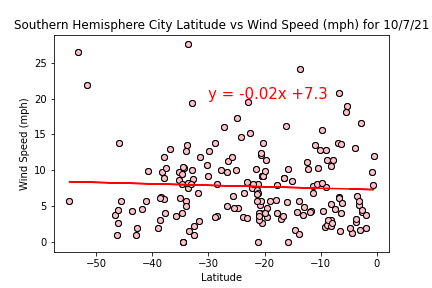 Southern Hemisphere City Latitude vs Wind Speed (mph) for 10/7/21
25
20
15
10
5
0
Wind Speed (mph)
y = -0.02x +7.3
−50 −40 −30 −20 −10 0
Latitude